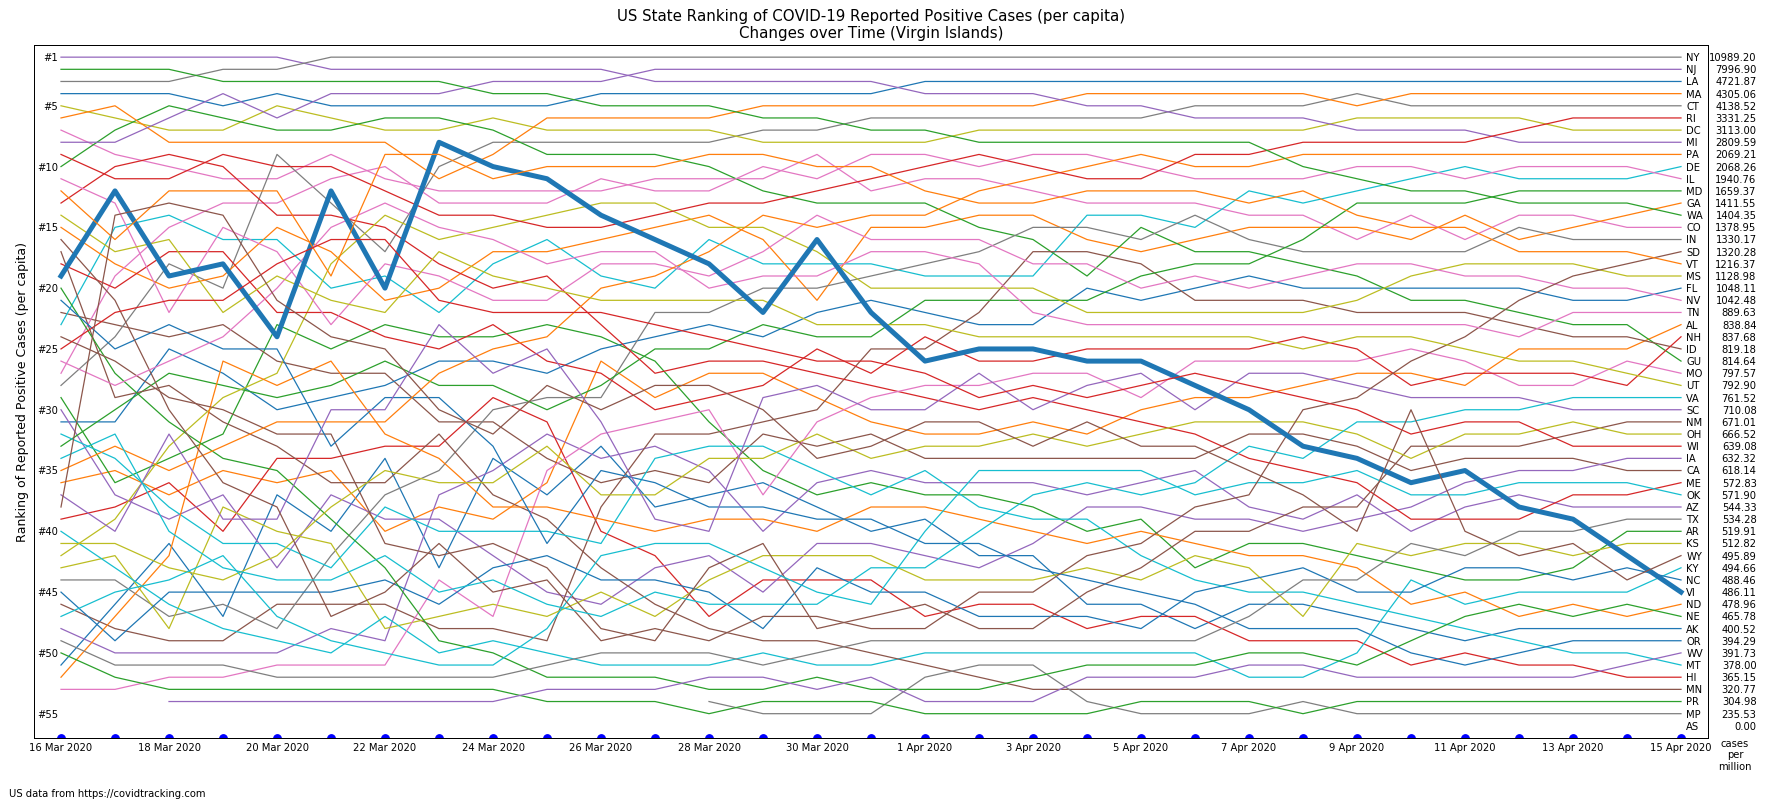 US State Ranking of COVID-19 Reported Positive Cases (per capita)
Changes over Time (Virgin Islands)
Ranking of Reported Positive Cases (per capita)
#1
#5
#10
#15
#20
#25
#30
#35
#40
#45
#50
#55
NY 10989.20
NJ 7996.90
LA 4721.87
MA 4305.06
CT 4138.52
RI 3331.25
DC 3113.00
MI 2809.59
PA 2069.21
DE 2068.26
IL 1940.76
MD 1659.37
GA 1411.55
WA 1404.35
CO 1378.95
IN 1330.17
SD 1320.28
VT 1216.37
MS 1128.98
FL 1048.11
NV 1042.48
TN 889.63
AL 838.84
NH 837.68
ID 819.18
GU 814.64
MO 797.57
UT 792.90
VA 761.52
SC 710.08
NM 671.01
OH 666.52
WI 639.08
IA 632.32
CA 618.14
ME 572.83
OK 571.90
AZ 544.33
TX 534.28
AR 519.91
KS 512.82
WY 495.89
KY 494.66
NC 488.46
VI 486.11
ND 478.96
NE 465.78
AK 400.52
OR 394.29
WV 391.73
MT 378.00
HI 365.15
MN 320.77
PR 304.98
MP 235.53
AS 0.00
16 Mar 2020 18 Mar 2020 20 Mar 2020 22 Mar 2020 24 Mar 2020 26 Mar 2020 28 Mar 2020 30 Mar 2020 1 Apr 2020 3 Apr 2020 5 Apr 2020 7 Apr 2020 9 Apr 2020 11 Apr 2020 13 Apr 2020 15 Apr 2020
cases
per
million
US data from https://covidtracking.com